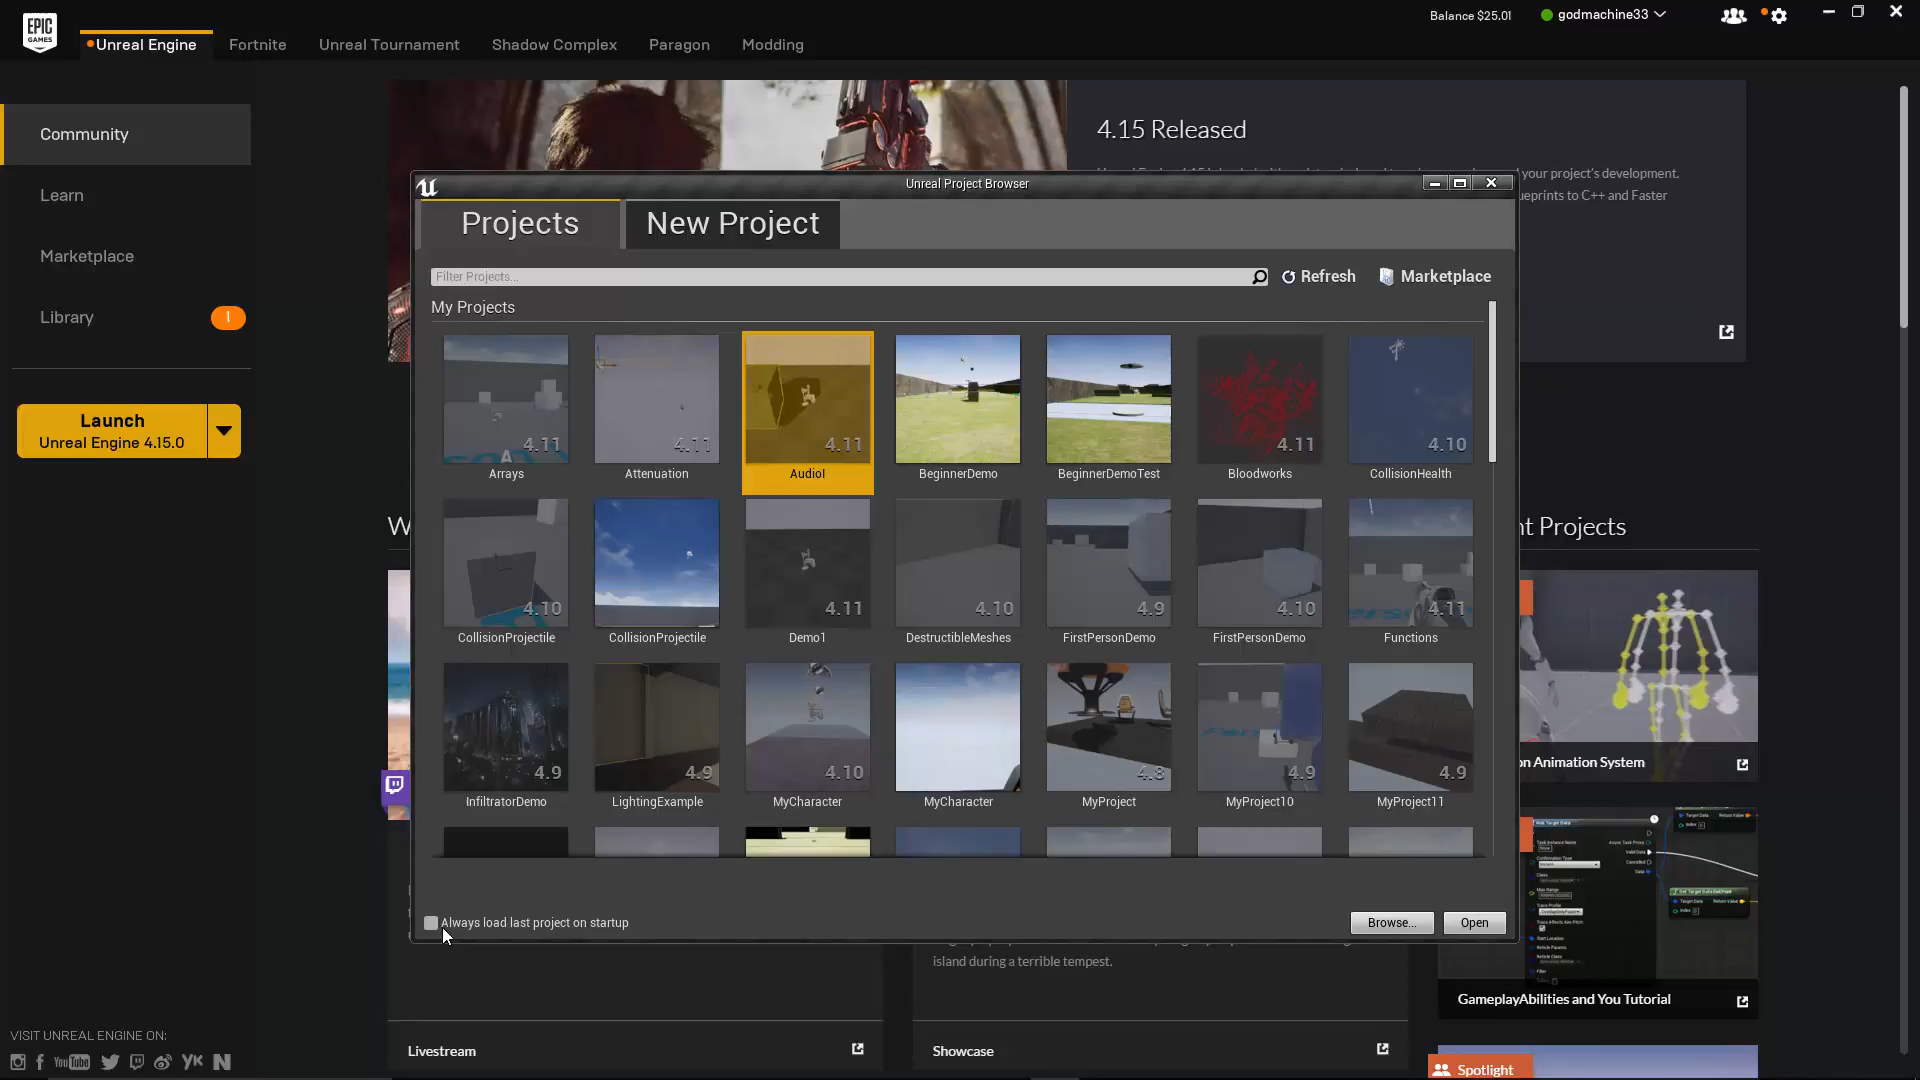 EPIC GAMES
Unreal Engine
Fortnite
Unreal Tournament
Shadow Complex
Paragon
Modding
Balance $25.01
godmachine33
Community
Learn
Marketplace
Library
1
Launch
Unreal Engine 4.15.0
4.15 Released
your project's development.
ueprints to C++ and Faster
Unreal Project Browser
Projects
New Project
Filter Projects...
Refresh
Marketplace
My Projects
4.11
4.11
4.11
4.11
4.10
Arrays
Attenuation
AudioI
BeginnerDemo
BeginnerDemoTest
Bloodworks
CollisionHealth
4.10
4.11
4.10
4.9
4.10
4.11
CollisionProjectile
CollisionProjectile
Demo1
DestructibleMeshes
FirstPersonDemo
FirstPersonDemo
Functions
4.9
4.9
4.10
4.8
4.9
4.9
InfiltratorDemo
LightingExample
MyCharacter
MyCharacter
MyProject
MyProject10
MyProject11
Always load last project on startup
Browse...
Open
W
nt Projects
on Animation System
GameplayAbilities and You Tutorial
island during a terrible tempest.
Livestream
Showcase
Spotlight
VISIT UNREAL ENGINE ON:
YouTube